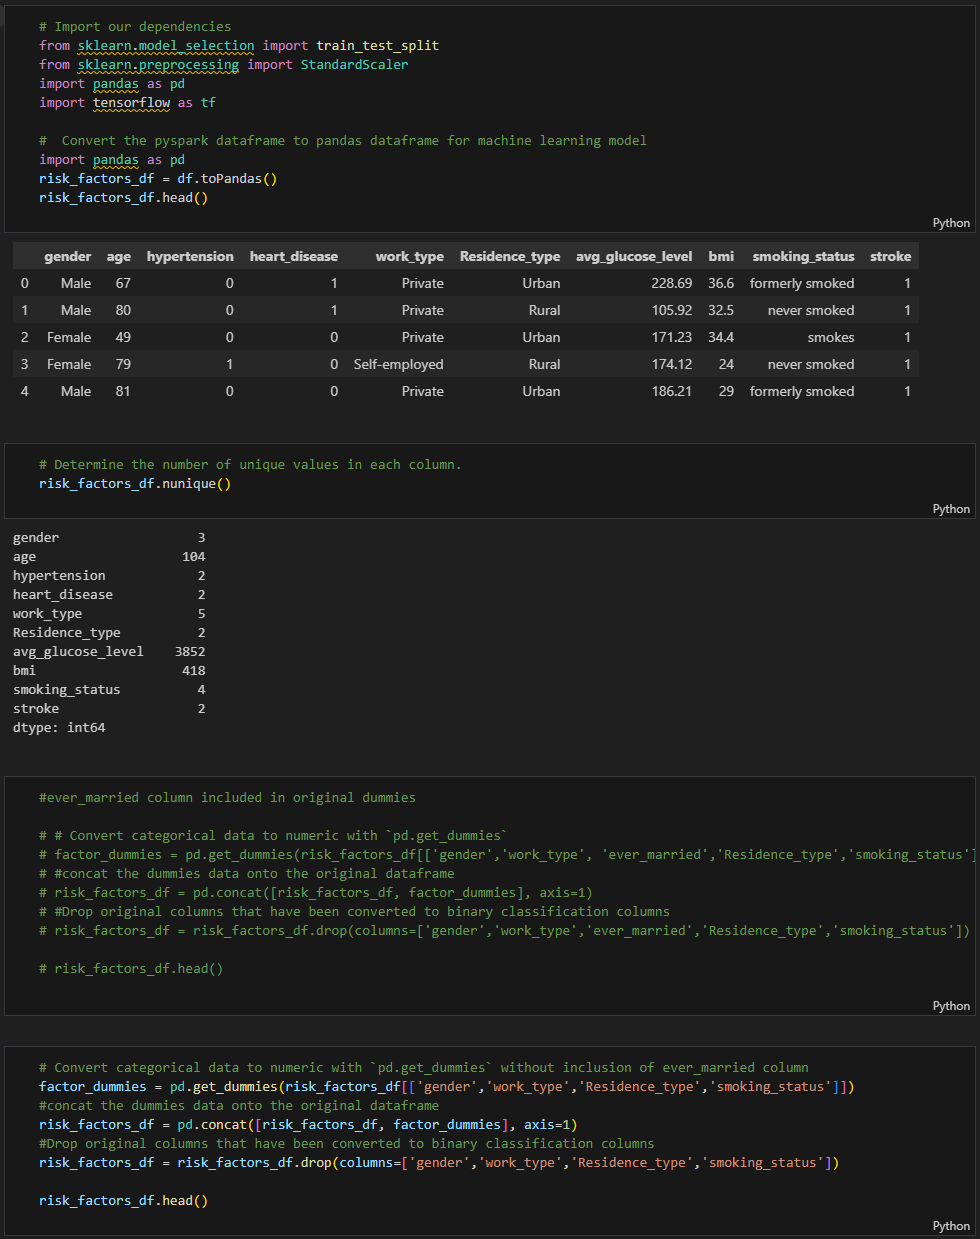 # Import our dependencies
from sklearn.model_selection import train_test_split
from sklearn.preprocessing import StandardScaler
import pandas as pd
import tensorflow as tf
#  Convert the pyspark dataframe to pandas dataframe for machine learning model
import pandas as pd
risk_factors_df = df.toPandas()
risk_factors_df.head()
Python
gender age hypertension heart_disease work_type Residence_type avg_glucose_level bmi smoking_status stroke
0 Male 67 0 1 Private Urban 228.69 36.6 formerly smoked 1
1 Male 80 0 1 Private Rural 105.92 32.5 never smoked 1
2 Female 49 0 0 Private Urban 171.23 34.4 smokes 1
3 Female 79 1 0 Self-employed Rural 174.12 24 never smoked 1
4 Male 81 0 0 Private Urban 186.21 29 formerly smoked 1
# Determine the number of unique values in each column.
risk_factors_df.nunique()
Python
gender 3
age 104
hypertension 2
heart_disease 2
work_type 5
Residence_type 2
avg_glucose_level 3852
bmi 418
smoking_status 4
stroke 2
dtype: int64
#ever_married column included in original dummies
# # Convert categorical data to numeric with `pd.get_dummies`
# factor_dummies = pd.get_dummies(risk_factors_df[['gender','work_type', 'ever_married','Residence_type','smoking_status']
# #concat the dummies data onto the original dataframe
# risk_factors_df = pd.concat([risk_factors_df, factor_dummies], axis=1)
# #Drop original columns that have been converted to binary classification columns
# risk_factors_df = risk_factors_df.drop(columns=['gender','work_type','ever_married','Residence_type','smoking_status'])
# risk_factors_df.head()
Python
# Convert categorical data to numeric with `pd.get_dummies` without inclusion of ever_married column
factor_dummies = pd.get_dummies(risk_factors_df[['gender','work_type','Residence_type','smoking_status']])
#concat the dummies data onto the original dataframe
risk_factors_df = pd.concat([risk_factors_df, factor_dummies], axis=1)
#Drop original columns that have been converted to binary classification columns
risk_factors_df = risk_factors_df.drop(columns=['gender','work_type','Residence_type','smoking_status'])
risk_factors_df.head()
Python